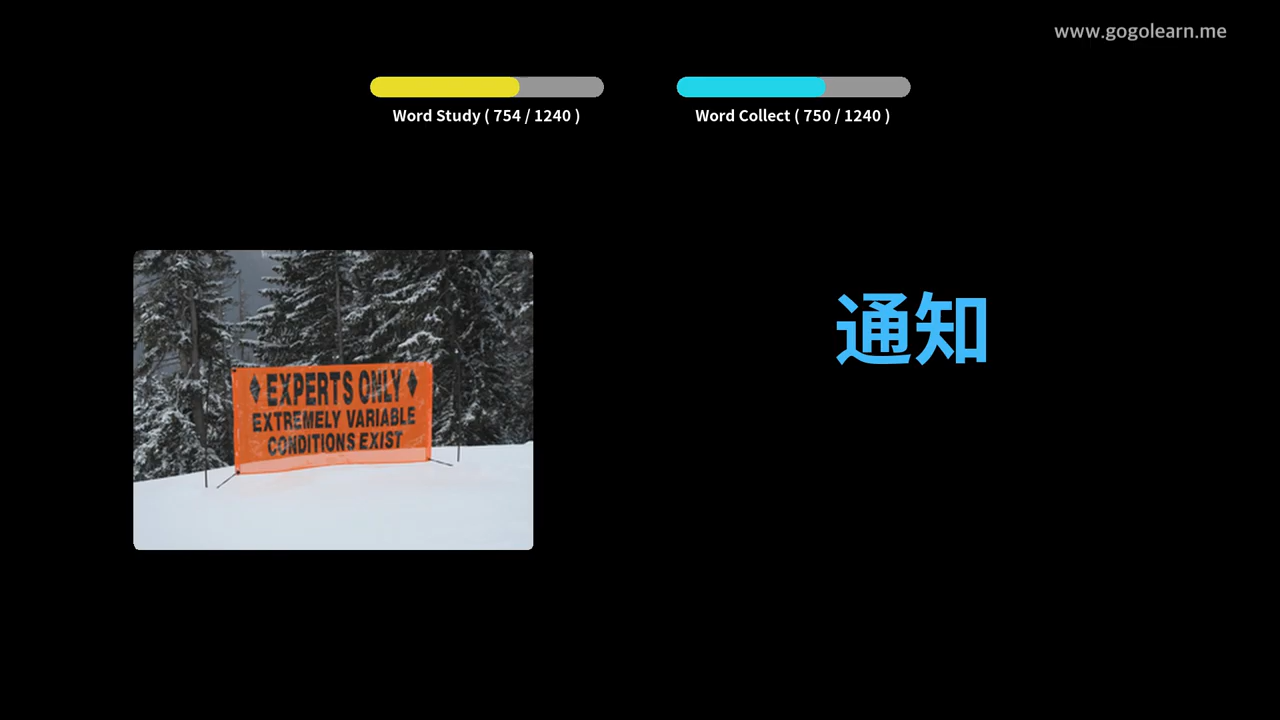 www.gogolearn.me
Word Study ( 754 / 1240 )
Word Collect ( 750 / 1240 )
EXPERTS ONLY
EXTREMELY VARIABLE
CONDITIONS EXIST
通知